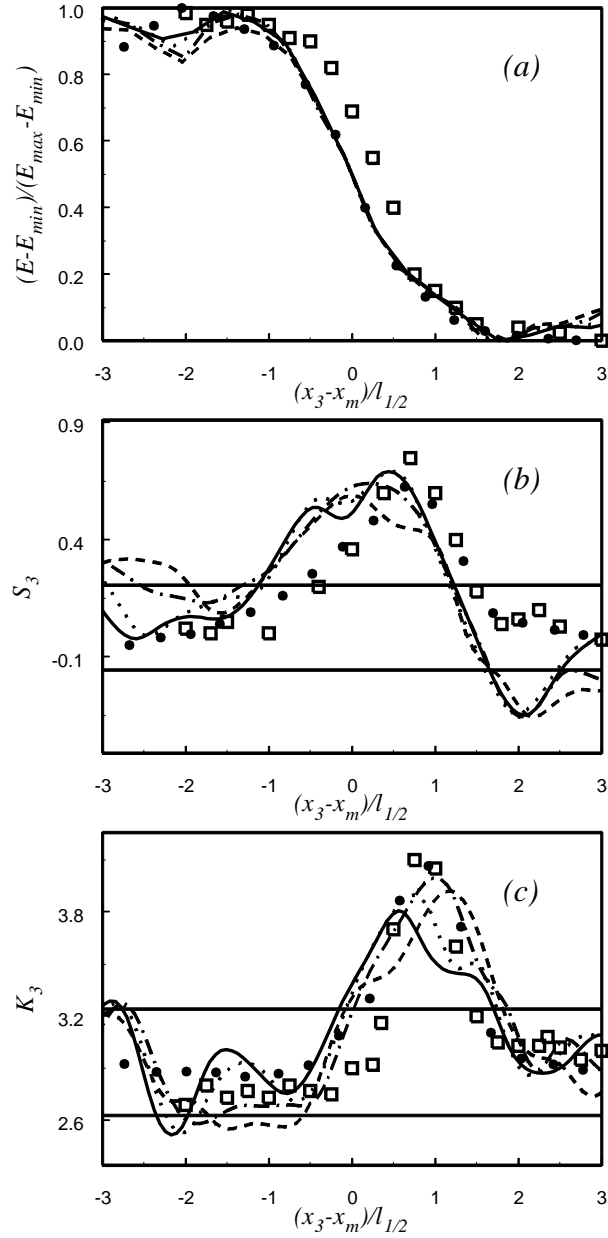 (a)
(E-E_min)/(E_max-E_min)
1.0
0.8
0.6
0.4
0.2
0.0
-3 -2 -1 0 1 2 3
(x_3-x_m)/l_1/2
(b)
S_3
0.9
0.4
-0.1
-3 -2 -1 0 1 2 3
(x_3-x_m)/l_1/2
(c)
K_3
3.8
3.2
2.6
-3 -2 -1 0 1 2 3
(x_3-x_m)/l_1/2